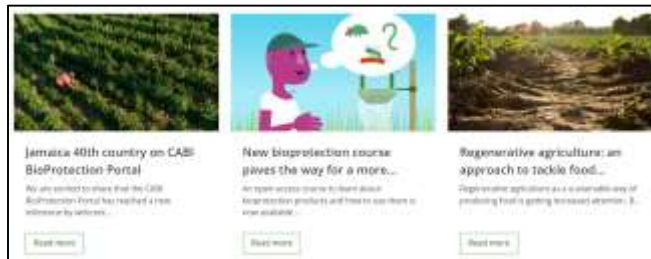 Jamaica 40th country on CABI
BioProtection Portal
We are excited to share that the CABI
BioProtection Portal has reached a new
milestone by
Read more
New bioprotection course
paves the way for a more...
An open access course to learn about
bioprotection products and how to use them is
now available...
Read more
Regenerative agriculture: an
approach to tackle food...
Regenerative agriculture as a sustainable way of
producing food is getting increased attention.
Read more